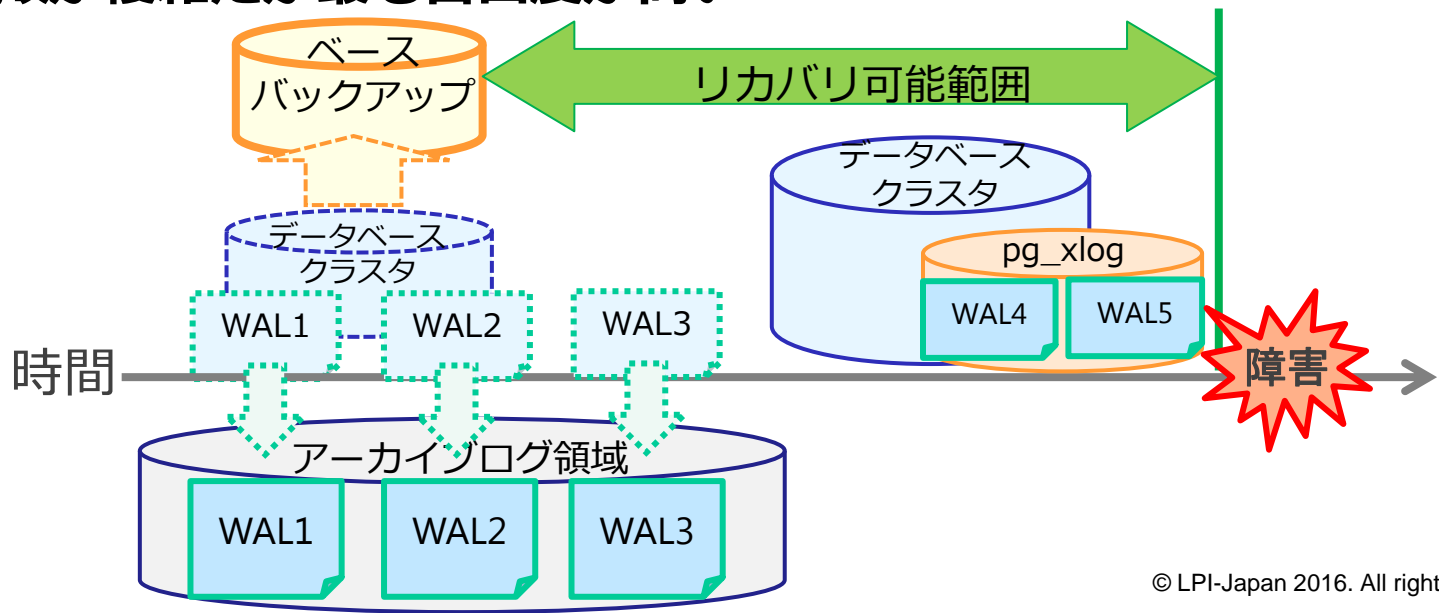 ベース
バックアップ
リカバリ可能範囲
データベース
クラスタ
pg_xlog
WAL4
WAL5
データベース
クラスタ
WAL1
WAL2
WAL3
時間
障害
アーカイブログ領域
WAL1
WAL2
WAL3
© LPI-Japan 2016. All right